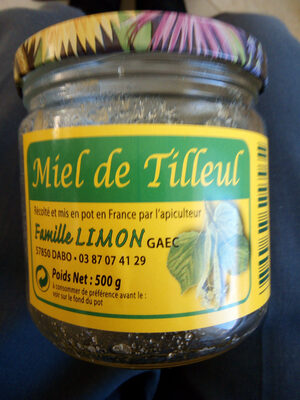 Miel de Tilleul
Récolté et mis en pot en France par l'apiculteur
Famille LIMON GAEC
57850 DABO • 03 87 07 41 29
Poids Net : 500 g
à consommer de préférence avant le :
voir sur le fond du pot